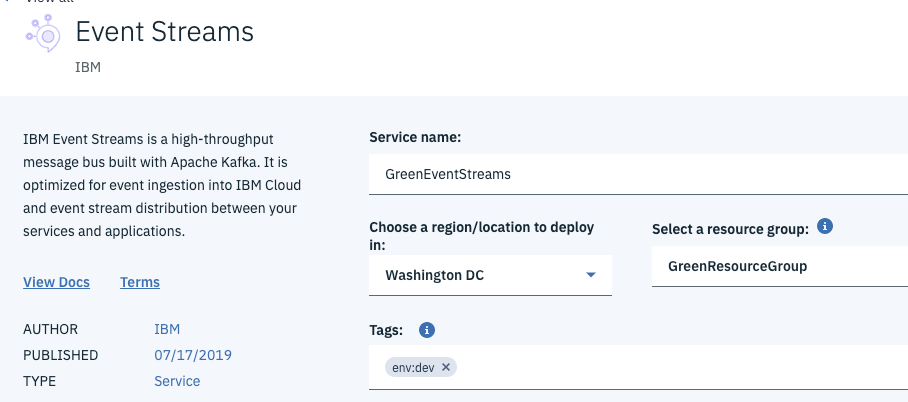 View all
Event Streams
IBM
IBM Event Streams is a high-throughput
message bus built with Apache Kafka. It is
optimized for event ingestion into IBM Cloud
and event stream distribution between your
services and applications.
View Docs Terms
AUTHOR IBM
PUBLISHED 07/17/2019
TYPE Service
Service name:
GreenEventStreams
Choose a region/location to deploy
in:
Washington DC
Select a resource group:
GreenResourceGroup
Tags:
env:dev